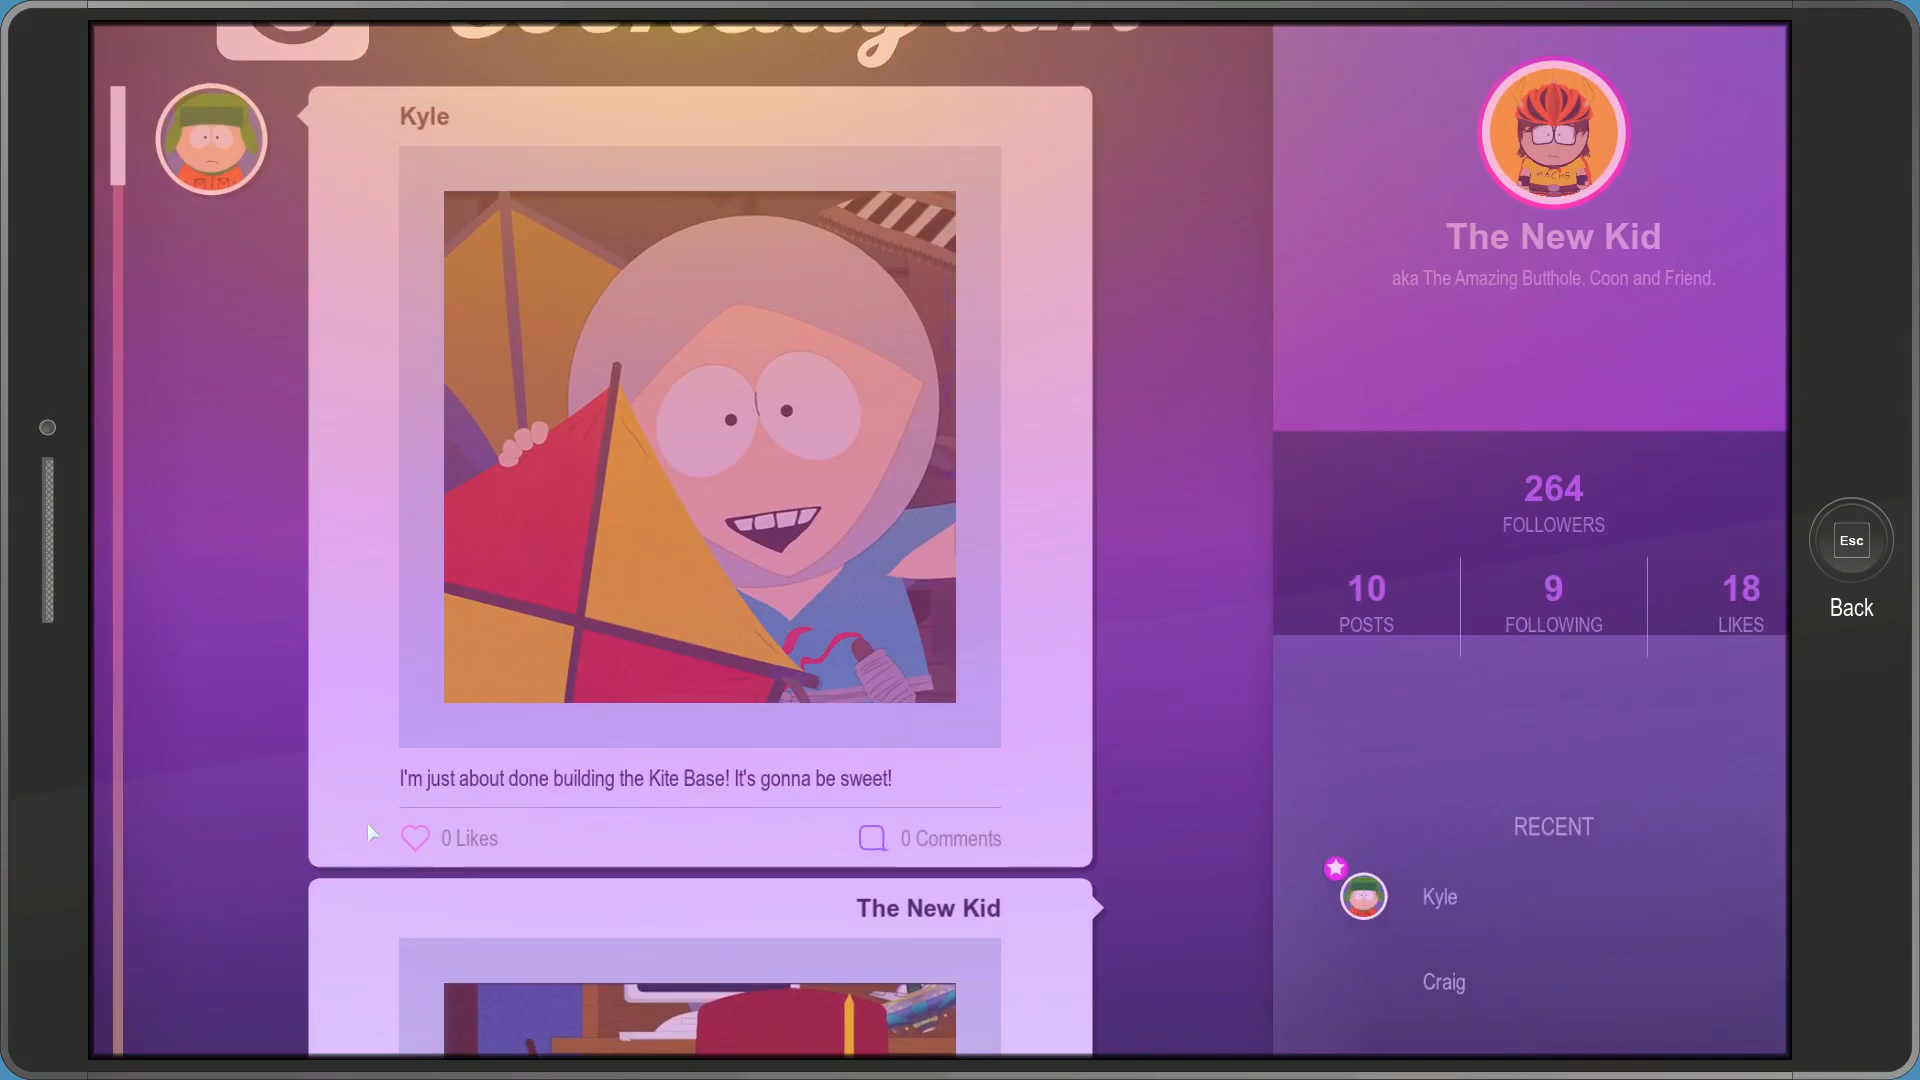 Kyle
I'm just about done building the Kite Base! It's gonna be sweet!
0 Likes
0 Comments
The New Kid
MACHS
The New Kid
aka The Amazing Butthole. Coon and Friend.
264
FOLLOWERS
10
POSTS
9
FOLLOWING
18
LIKES
RECENT
Kyle
Craig
Esc
Back